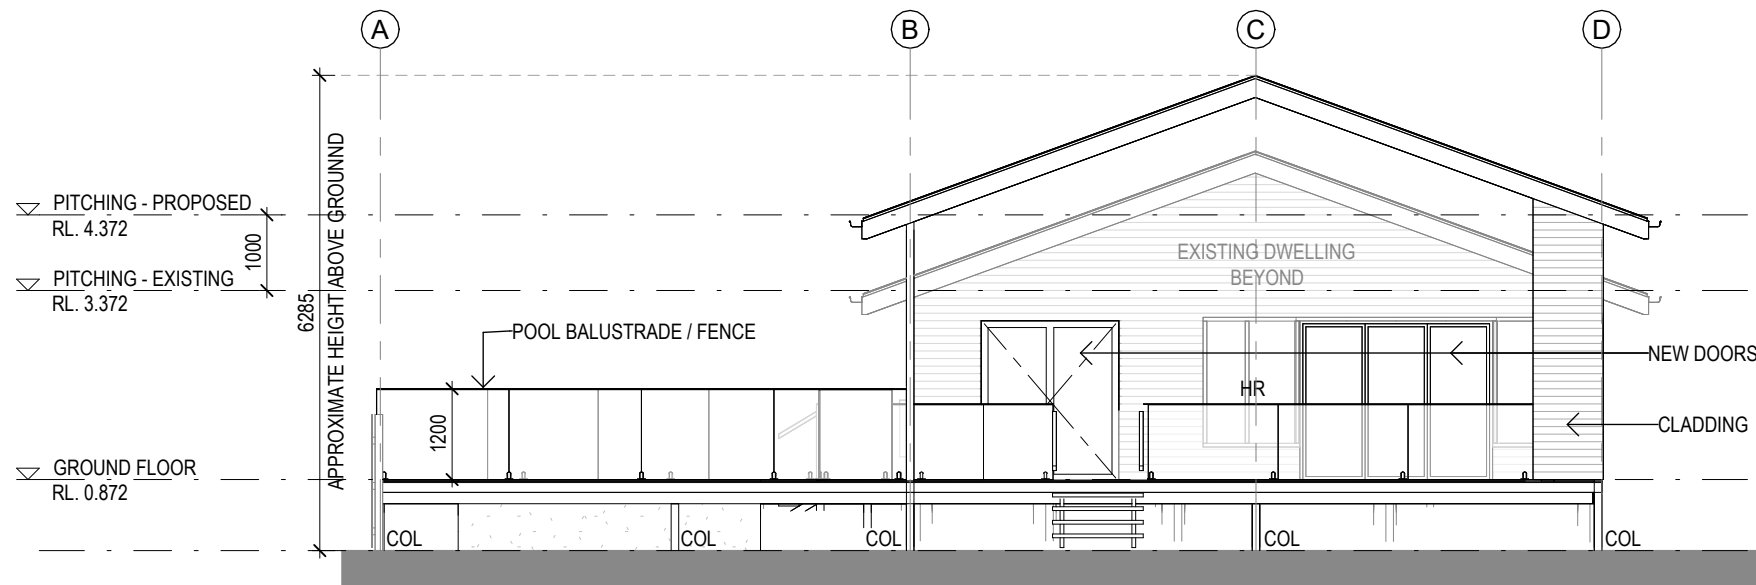 A
B
C
D
PITCHING - PROPOSED
RL. 4.372
1000
PITCHING - EXISTING
RL. 3.372
6285
APPROXIMATE HEIGHT ABOVE GROUNND
EXISTING DWELLING
BEYOND
POOL BALUSTRADE / FENCE
NEW DOORS
HR
1200
CLADDING
GROUND FLOOR
RL. 0.872
COL
COL
COL
COL
COL